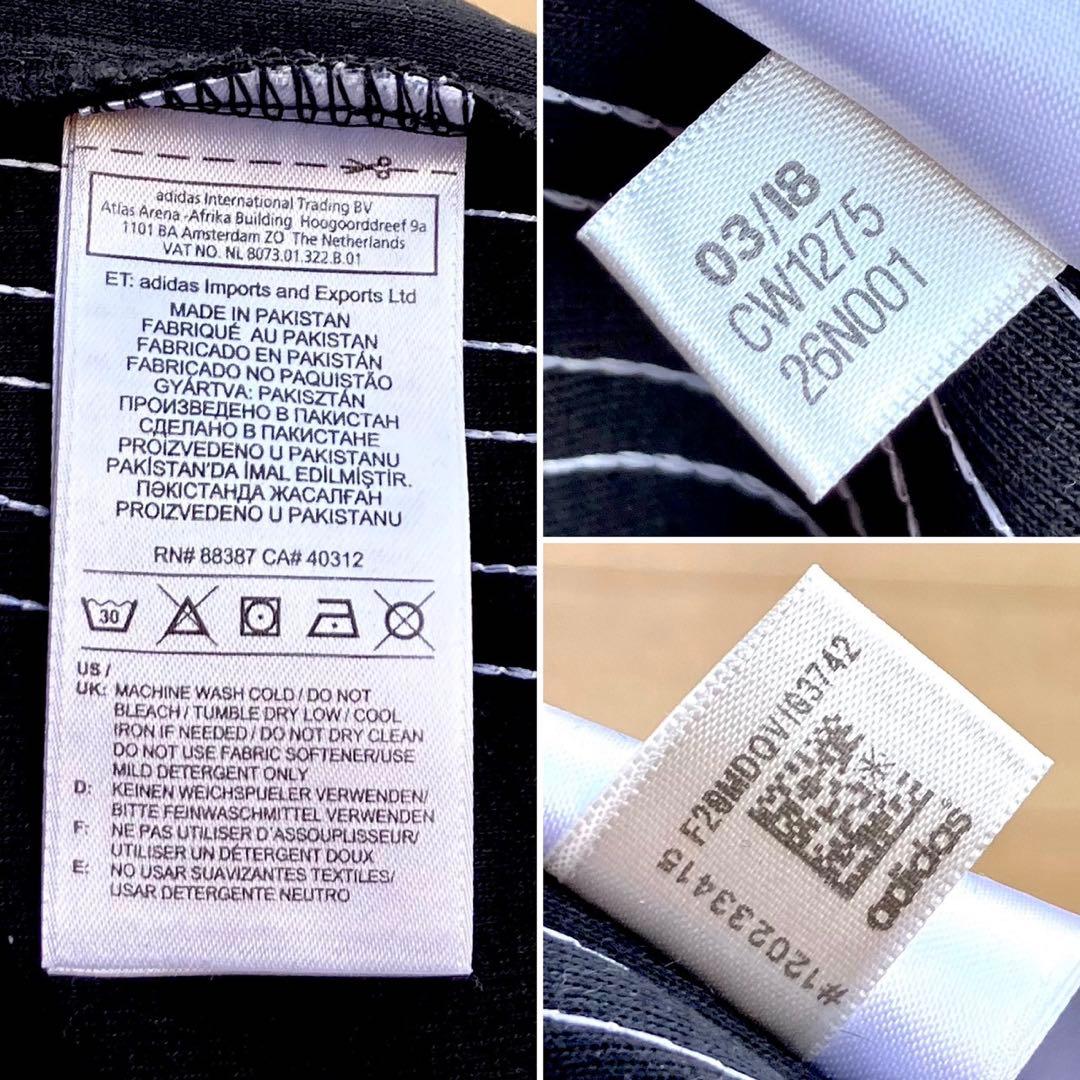 adidas International Trading BV
Atlas Arena -Afrika Building Hoogoorddreef 9a
1101 BA Amsterdam ZO The Netherlands
VAT NO. NL 8073.01.322.B.01
ET: adidas Imports and Exports Ltd
MADE IN PAKISTAN
FABRIQUÉ AU PAKISTAN
FABRICADO EN PAKISTÁN
FABRICADO NO PAQUISTÃO
GYÁRTVA: PAKISZTÁN
ПРОИЗВЕДЕНО В ПАКИСТАН
СДЕЛАНО В ПАКИСТАНЕ
PROIZVEDENO U PAKISTANU
PAKİSTAN'DA İMAL EDİLMİŞTİR.
ПӘКІСТАНДА ЖАСАЛҒАН
PROIZVEDENO U PAKISTANU
RN# 88387 CA# 40312
30
US /
UK: MACHINE WASH COLD / DO NOT
BLEACH / TUMBLE DRY LOW / COOL
IRON IF NEEDED / DO NOT DRY CLEAN
DO NOT USE FABRIC SOFTENER/USE
MILD DETERGENT ONLY
D: KEINEN WEICHSPUELER VERWENDEN/
BITTE FEINWASCHMITTEL VERWENDEN
F: NE PAS UTILISER D'ASSOUPLISSEUR/
UTILISER UN DÉTERGENT DOUX
E: NO USAR SUAVIZANTES TEXTILES/
USAR DETERGENTE NEUTRO
03/18
CW1275
26N001
adidas
F29MDQV/G3742
#120233415